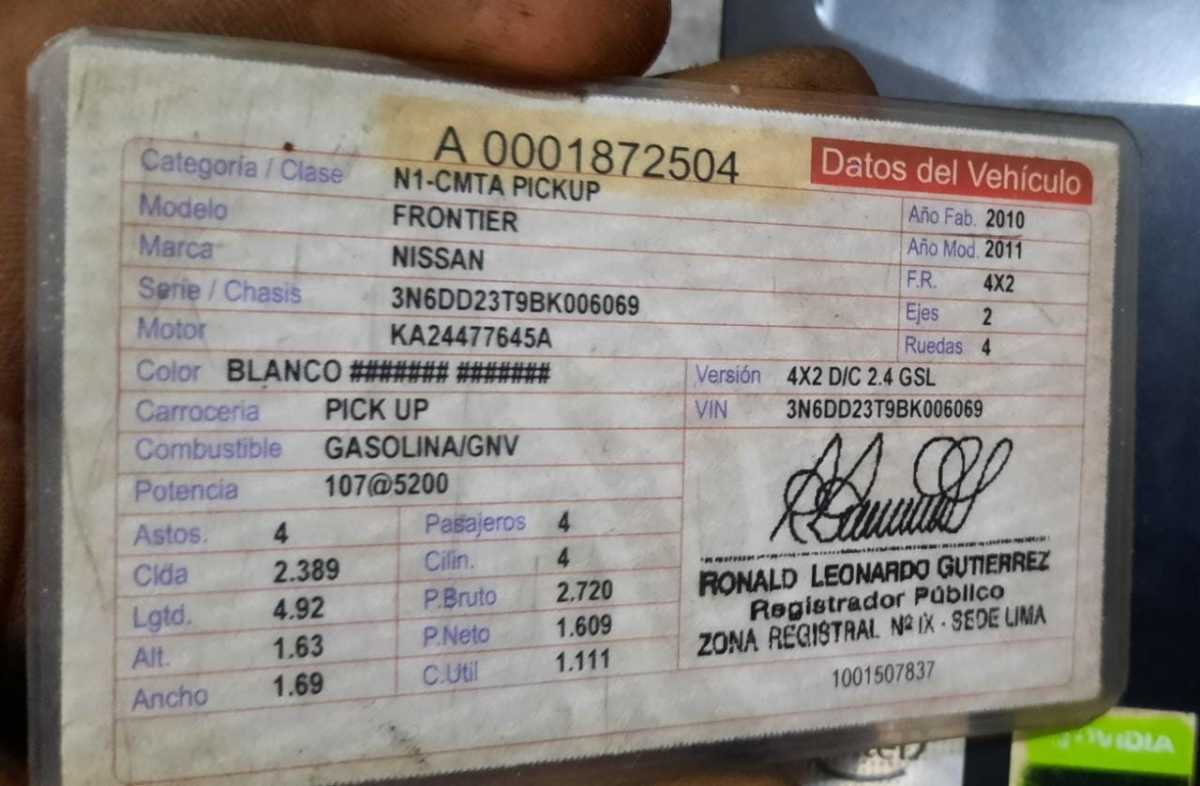 A 0001872504
Datos del Vehículo
Categoría / Clase N1-CMTA PICKUP
Modelo FRONTIER
Año Fab. 2010
Marca NISSAN
Año Mod. 2011
Serie / Chasis 3N6DD23T9BK006069
F.R. 4X2
Motor KA24477645A
Ejes 2
Ruedas 4
Color BLANCO ####### #######
Versión 4X2 D/C 2.4 GSL
Carroceria PICK UP
VIN 3N6DD23T9BK006069
Combustible GASOLINA/GNV
Potencia 107@5200
Astos. 4 Pasajeros 4
Clda 2.389 Cilin. 4
Lgtd. 4.92 P.Bruto 2.720
Alt. 1.63 P.Neto 1.609
Ancho 1.69 C.Util 1.111
RONALD LEONARDO GUTIERREZ
Registrador Público
ZONA REGISTRAL Nº IX - SEDE LIMA
1001507837
NVIDIA